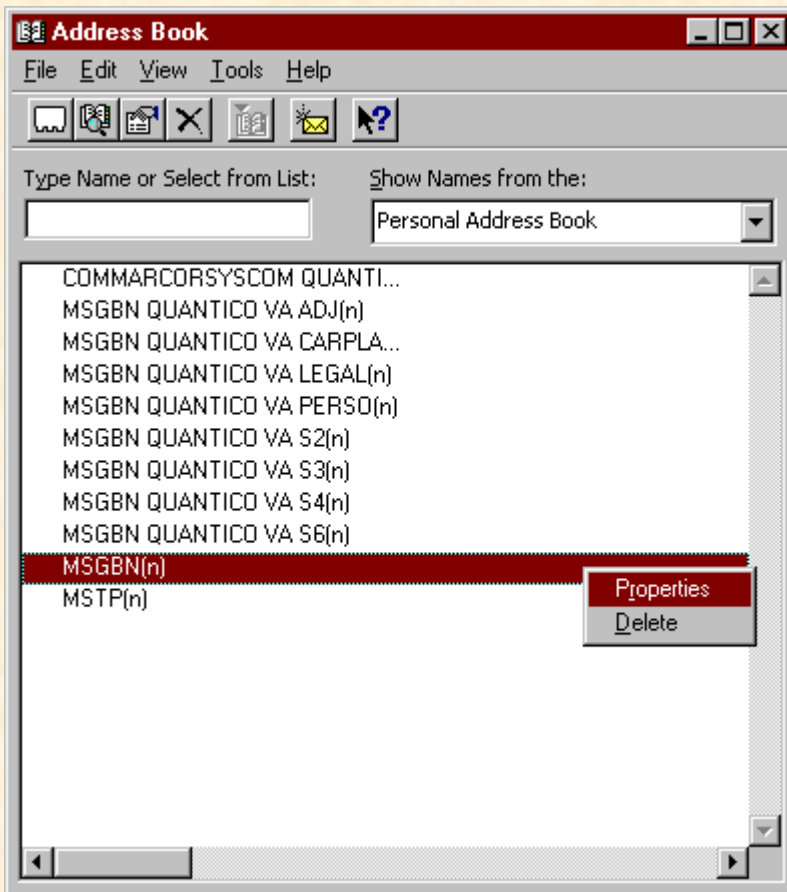 Address Book
File Edit View Tools Help
Type Name or Select from List: Show Names from the:
Personal Address Book
COMMARCORSYSCOM QUANTI...
MSGBN QUANTICO VA ADJ(n)
MSGBN QUANTICO VA CARPLA...
MSGBN QUANTICO VA LEGAL(n)
MSGBN QUANTICO VA PERSO(n)
MSGBN QUANTICO VA S2(n)
MSGBN QUANTICO VA S3(n)
MSGBN QUANTICO VA S4(n)
MSGBN QUANTICO VA S6(n)
MSGBN(n)
MSTP(n)
Properties
Delete